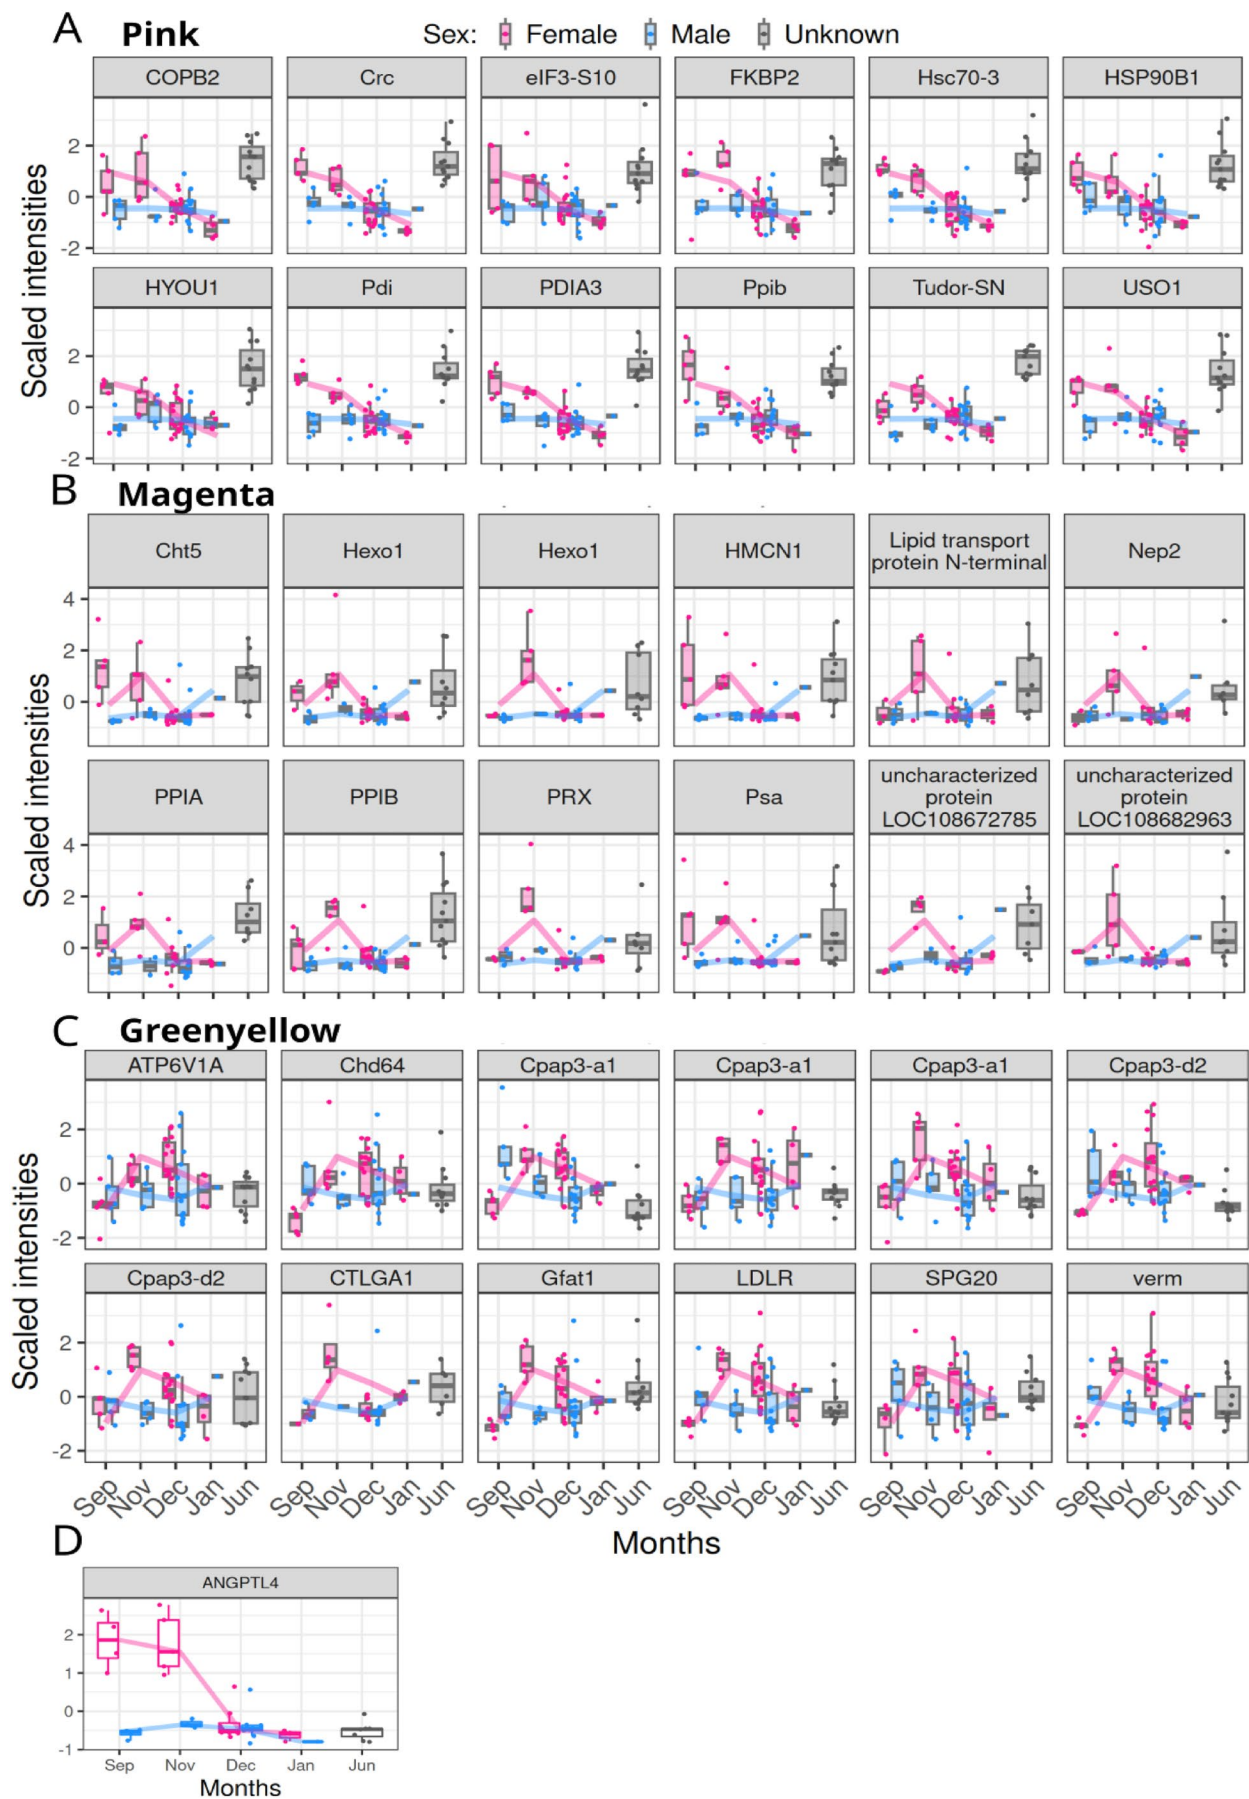 A Pink Sex: Female Male Unknown
COPB2 Crc eIF3-S10 FKBP2 Hsc70-3 HSP90B1
Scaled intensities
2
0
-2
HYOU1 Pdi PDIA3 Ppib Tudor-SN USO1
Scaled intensities
2
0
-2
B Magenta
Cht5 Hexo1 Hexo1 HMCN1 Lipid transport protein N-terminal Nep2
Scaled intensities
4
2
0
PPIA PPIB PRX Psa uncharacterized protein LOC108672785 uncharacterized protein LOC108682963
Scaled intensities
4
2
0
C Greenyellow
ATP6V1A Chd64 Cpap3-a1 Cpap3-a1 Cpap3-a1 Cpap3-d2
Scaled intensities
2
0
-2
Cpap3-d2 CTLGA1 Gfat1 LDLR SPG20 verm
Scaled intensities
2
0
-2
Sep Nov Dec Jan Jun Sep Nov Dec Jan Jun Sep Nov Dec Jan Jun Sep Nov Dec Jan Jun Sep Nov Dec Jan Jun Sep Nov Dec Jan Jun
Months
D
ANGPTL4
2
1
0
-1
Sep Nov Dec Jan Jun
Months